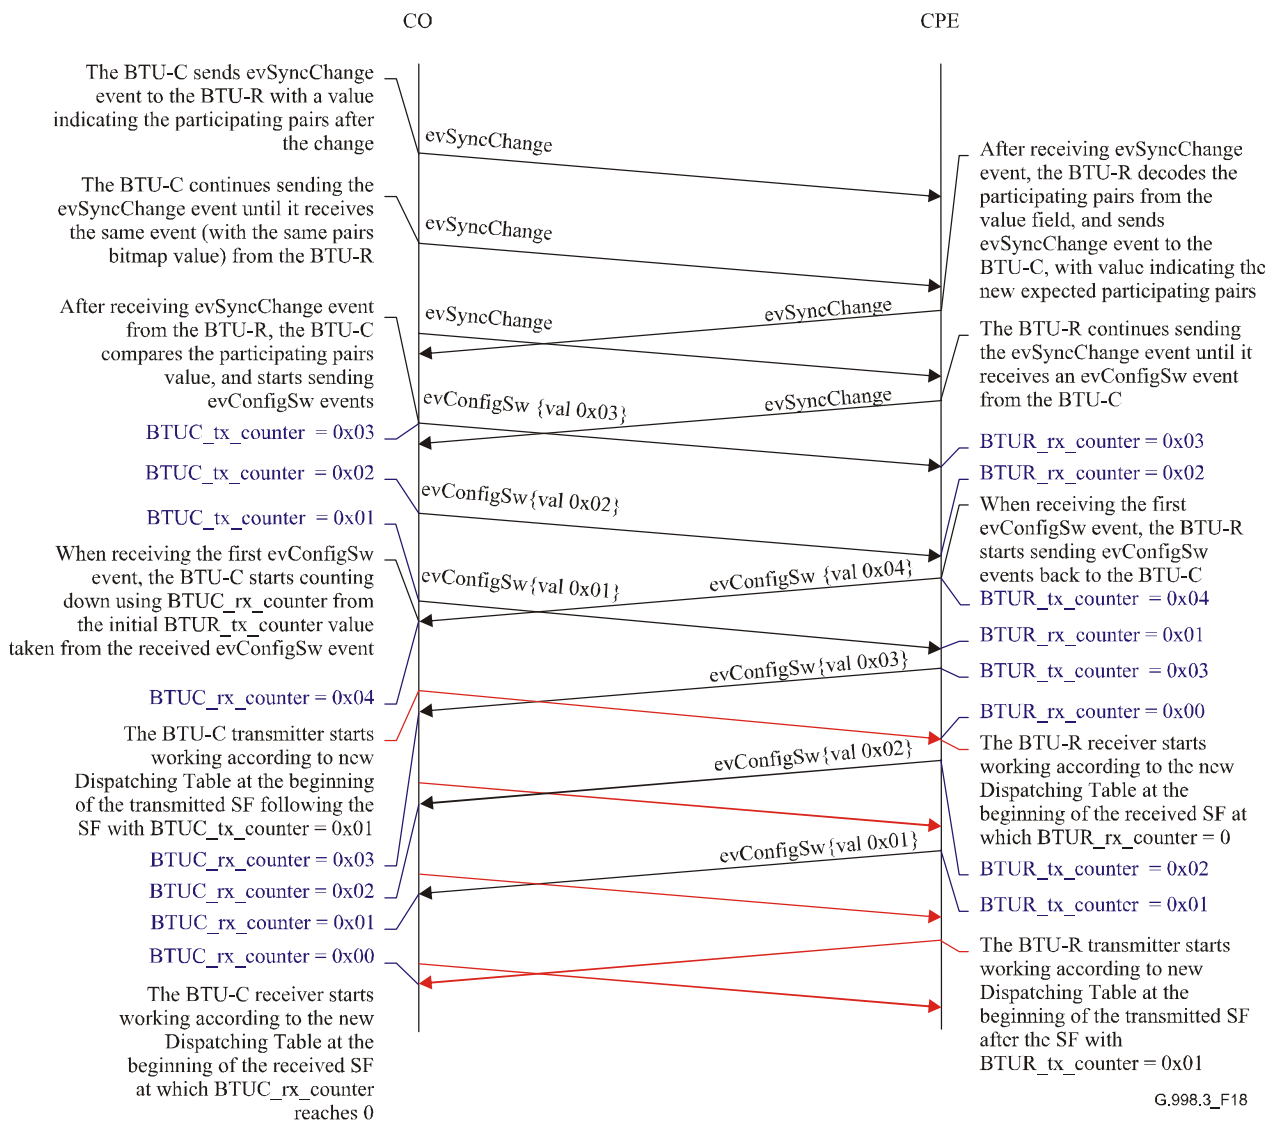 CO
CPE
The BTU-C sends evSyncChange
event to the BTU-R with a value
indicating the participating pairs after
the change
The BTU-C continues sending the
evSyncChange event until it receives
the same event (with the same pairs
bitmap value) from the BTU-R
After receiving evSyncChange event
from the BTU-R, the BTU-C
compares the participating pairs
value, and starts sending
evConfigSw events
BTUC_tx_counter = 0x03
BTUC_tx_counter = 0x02
BTUC_tx_counter = 0x01
When receiving the first evConfigSw
event, the BTU-C starts counting
down using BTUC_rx_counter from
the initial BTUR_tx_counter value
taken from the received evConfigSw event
BTUC_rx_counter = 0x04
The BTU-C transmitter starts
working according to new
Dispatching Table at the beginning
of the transmitted SF following the
SF with BTUC_tx_counter = 0x01
BTUC_rx_counter = 0x03
BTUC_rx_counter = 0x02
BTUC_rx_counter = 0x01
BTUC_rx_counter = 0x00
The BTU-C receiver starts
working according to the new
Dispatching Table at the
beginning of the received SF
at which BTUC_rx_counter
reaches 0
evSyncChange
evSyncChange
evSyncChange
evSyncChange
evConfigSw {val 0x03}
evSyncChange
evConfigSw{val 0x02}
evConfigSw {val 0x04}
evConfigSw{val 0x01}
evConfigSw{val 0x03}
evConfigSw{val 0x02}
evConfigSw{val 0x01}
After receiving evSyncChange
event, the BTU-R decodes the
participating pairs from the
value field, and sends
evSyncChange event to the
BTU-C, with value indicating the
new expected participating pairs
The BTU-R continues sending
the evSyncChange event until it
receives an evConfigSw event
from the BTU-C
BTUR_rx_counter = 0x03
BTUR_rx_counter = 0x02
When receiving the first
evConfigSw event, the BTU-R
starts sending evConfigSw
events back to the BTU-C
BTUR_tx_counter = 0x04
BTUR_rx_counter = 0x01
BTUR_tx_counter = 0x03
BTUR_rx_counter = 0x00
The BTU-R receiver starts
working according to the new
Dispatching Table at the
beginning of the received SF at
which BTUR_rx_counter = 0
BTUR_tx_counter = 0x02
BTUR_tx_counter = 0x01
The BTU-R transmitter starts
working according to new
Dispatching Table at the
beginning of the transmitted SF
after the SF with
BTUR_tx_counter = 0x01
G.998.3_F18